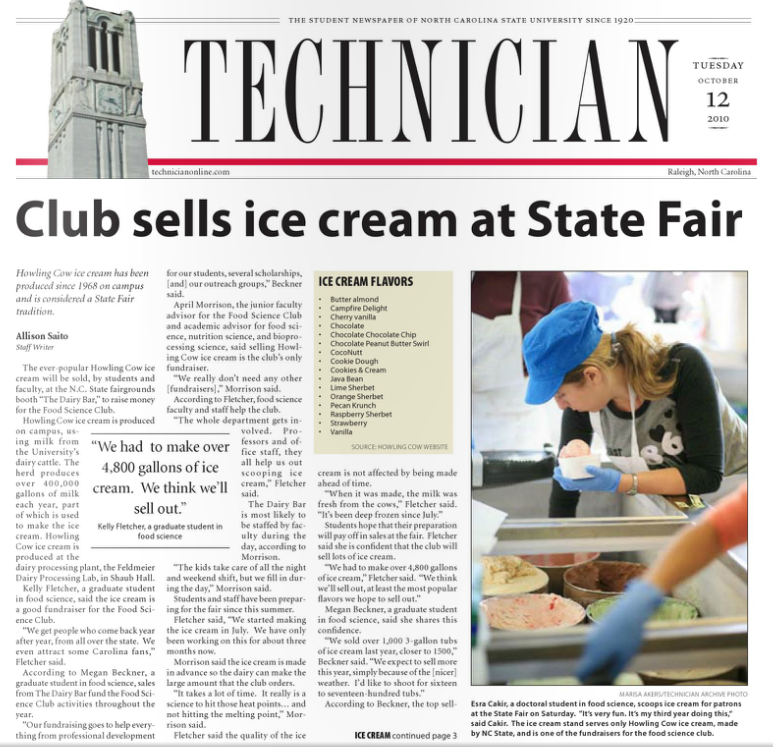 THE STUDENT NEWSPAPER OF NORTH CAROLINA STATE UNIVERSITY SINCE 1920
TECHNICIAN
TUESDAY
OCTOBER
12
2010
technicianonline.com
Raleigh, North Carolina
Club sells ice cream at State Fair
Howling Cow ice cream has been
produced since 1968 on campus
and is considered a State Fair
tradition.
Allison Saito
Staff Writer
The ever-popular Howling Cow ice
cream will be sold, by students and
faculty, at the N.C. State fairgrounds
booth "The Dairy Bar," to raise money
for the Food Science Club.
Howling Cow ice cream is produced
on campus, us-
ing milk from
the University's
dairy cattle. The
herd produces
over 400,000
gallons of milk
each year, part
of which is used
to make the ice
cream. Howling
Cow ice cream is
produced at the
dairy processing plant, the Feldmeier
Dairy Processing Lab, in Shaub Hall.
Kelly Fletcher, a graduate student
in food science, said the ice cream is
a good fundraiser for the Food Sci-
ence Club.
"We get people who come back year
after year, from all over the state. We
even attract some Carolina fans,"
Fletcher said.
According to Megan Beckner, a
graduate student in food science, sales
from The Dairy Bar fund the Food Sci-
ence Club activities throughout the
year.
"Our fundraising goes to help every-
thing from professional development
"We had to make over
4,800 gallons of ice
cream. We think we'll
sell out."
Kelly Fletcher, a graduate student in
food science
for our students, several scholarships,
[and] our outreach groups," Beckner
said.
April Morrison, the junior faculty
advisor for the Food Science Club
and academic advisor for food sci-
ence, nutrition science, and biopro-
cessing science, said selling Howl-
ing Cow ice cream is the club's only
fundraiser.
"We really don't need any other
[fundraisers]," Morrison said.
According to Fletcher, food science
faculty and staff help the club.
"The whole department gets in-
volved. Pro-
fessors and of-
fice staff, they
all help us out
scooping ice
cream," Fletcher
said.
The Dairy Bar
is most likely to
be staffed by fac-
ulty during the
day, according to
Morrison.
"The kids take care of all the night
and weekend shift, but we fill in dur-
ing the day," Morrison said.
Students and staff have been prepar-
ing for the fair since this summer.
Fletcher said, "We started making
the ice cream in July. We have only
been working on this for about three
months now.
Morrison said the ice cream is made
in advance so the dairy can make the
large amount that the club orders.
"It takes a lot of time. It really is a
science to hit those heat points… and
not hitting the melting point," Mor-
rison said.
Fletcher said the quality of the ice
ICE CREAM FLAVORS
• Butter almond
• Campfire Delight
• Cherry vanilla
• Chocolate
• Chocolate Chocolate Chip
• Chocolate Peanut Butter Swirl
• CocoNutt
• Cookie Dough
• Cookies & Cream
• Java Bean
• Lime Sherbet
• Orange Sherbet
• Pecan Krunch
• Raspberry Sherbet
• Strawberry
• Vanilla
SOURCE: HOWLING COW WEBSITE
cream is not affected by being made
ahead of time.
"When it was made, the milk was
fresh from the cows," Fletcher said.
"It's been deep frozen since July."
Students hope that their preparation
will pay off in sales at the fair. Fletcher
said she is confident that the club will
sell lots of ice cream.
"We had to make over 4,800 gallons
of ice cream," Fletcher said. "We think
we'll sell out, at least the most popular
flavors we hope to sell out."
Megan Beckner, a graduate student
in food science, said she shares this
confidence.
"We sold over 1,000 3-gallon tubs
of ice cream last year, closer to 1500,"
Beckner said. "We expect to sell more
this year, simply because of the [nicer]
weather. I'd like to shoot for sixteen
to seventeen-hundred tubs."
According to Beckner, the top sell-
ICE CREAM continued page 3
MARISA AKERS/TECHNICIAN ARCHIVE PHOTO
Esra Cakir, a doctoral student in food science, scoops ice cream for patrons
at the State Fair on Saturday. "It's very fun. It's my third year doing this,"
said Cakir. The ice cream stand serves only Howling Cow ice cream, made
by NC State, and is one of the fundraisers for the food science club.